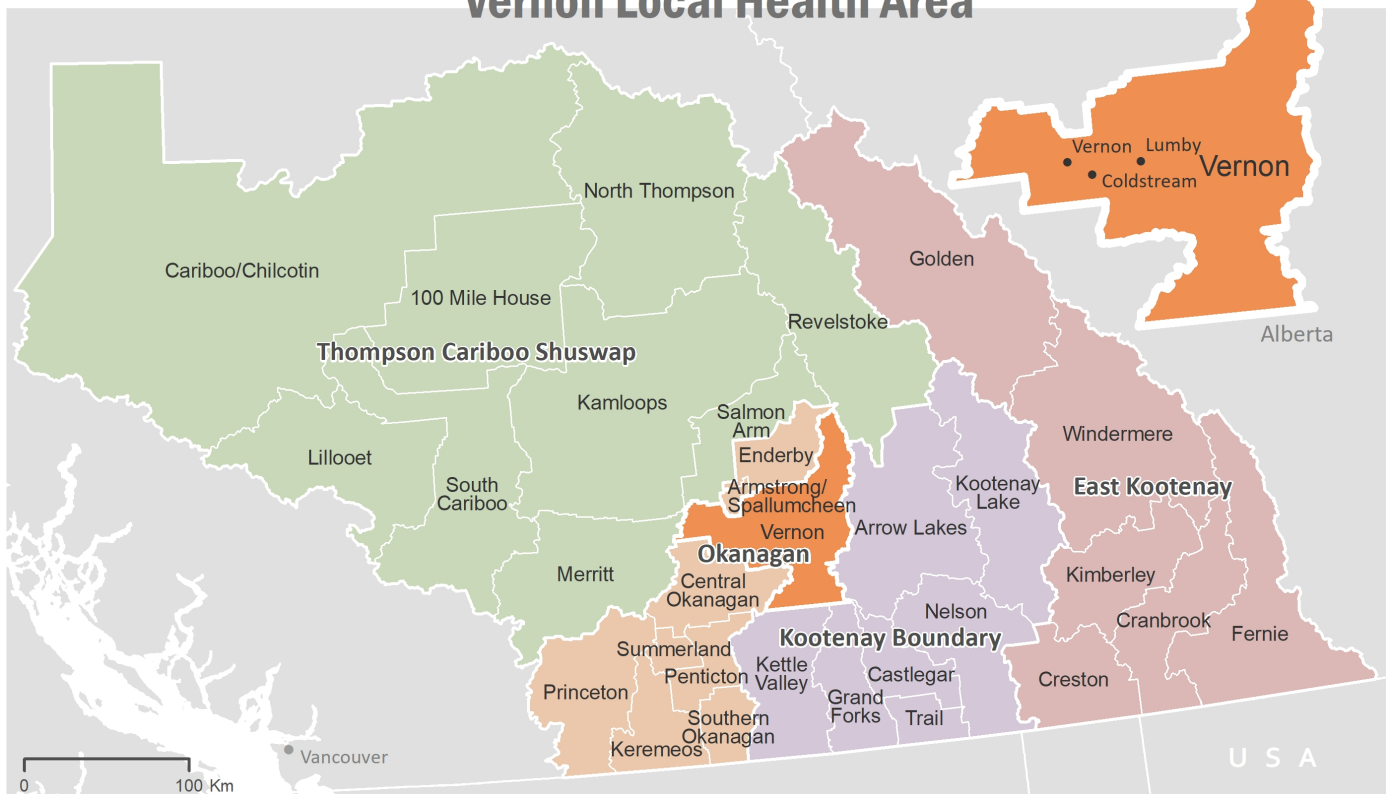 Vernon Local Health Area
Vernon
Lumby
Vernon
Coldstream
North Thompson
Golden
Cariboo/Chilcotin
100 Mile House
Revelstoke
Alberta
Thompson Cariboo Shuswap
Kamloops
Salmon
Arm
Windermere
Enderby
Lillooet
South
Cariboo
Armstrong/
Spallumcheen
Kootenay
Lake
East Kootenay
Vernon
Arrow Lakes
Okanagan
Merritt
Central
Okanagan
Kimberley
Nelson
Cranbrook
Kootenay Boundary
Fernie
Summerland
Penticton
Kettle
Valley
Castlegar
Creston
Princeton
Grand
Forks
Trail
Southern
Okanagan
Keremeos
Vancouver
USA
0
100 Km